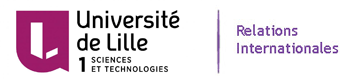 Université
de Lille
1 SCIENCES
ET TECHNOLOGIES
Relations
Internationales